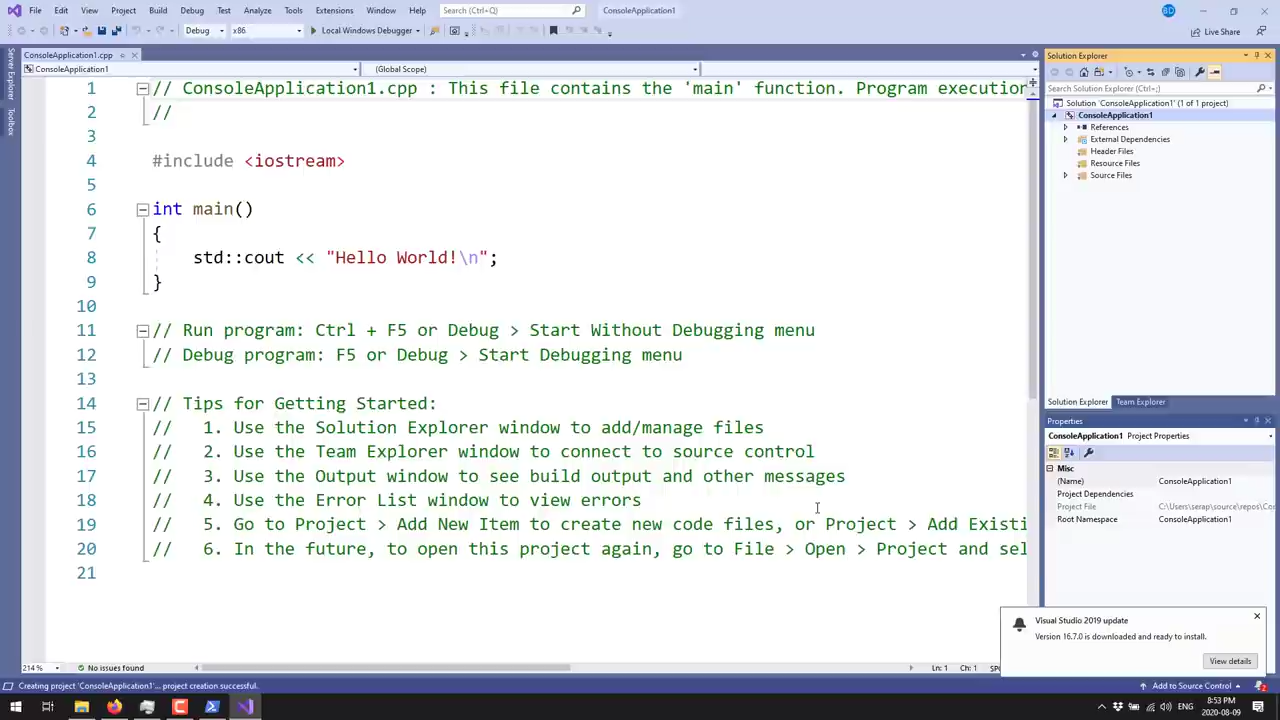 File Edit View Project Build Debug Test Analyze Tools Extensions Window Help Search (Ctrl+Q) ConsoleApplication1 BD
Debug x86 Local Windows Debugger Live Share
Server Explorer
Toolbox
ConsoleApplication1.cpp
ConsoleApplication1 (Global Scope)
1 // ConsoleApplication1.cpp : This file contains the 'main' function. Program execution
2 //
3
4 #include <iostream>
5
6 int main()
7 {
8 std::cout << "Hello World!\n";
9 }
10
11 // Run program: Ctrl + F5 or Debug > Start Without Debugging menu
12 // Debug program: F5 or Debug > Start Debugging menu
13
14 // Tips for Getting Started:
15 // 1. Use the Solution Explorer window to add/manage files
16 // 2. Use the Team Explorer window to connect to source control
17 // 3. Use the Output window to see build output and other messages
18 // 4. Use the Error List window to view errors
19 // 5. Go to Project > Add New Item to create new code files, or Project > Add Existi
20 // 6. In the future, to open this project again, go to File > Open > Project and sel
21
214 % No issues found Ln: 1 Ch: 1
Solution Explorer
Search Solution Explorer (Ctrl+;)
Solution 'ConsoleApplication1' (1 of 1 project)
ConsoleApplication1
References
External Dependencies
Header Files
Resource Files
Source Files
Solution Explorer Team Explorer
Properties
ConsoleApplication1 Project Properties
Misc
(Name) ConsoleApplication1
Project Dependencies
Project File C:\Users\serap\source\repos\Co
Root Namespace ConsoleApplication1
Visual Studio 2019 update
Version 16.7.0 is downloaded and ready to install.
View details
Creating project 'ConsoleApplication1'... project creation successful. Add to Source Control
ENG 8:53 PM
2020-08-09